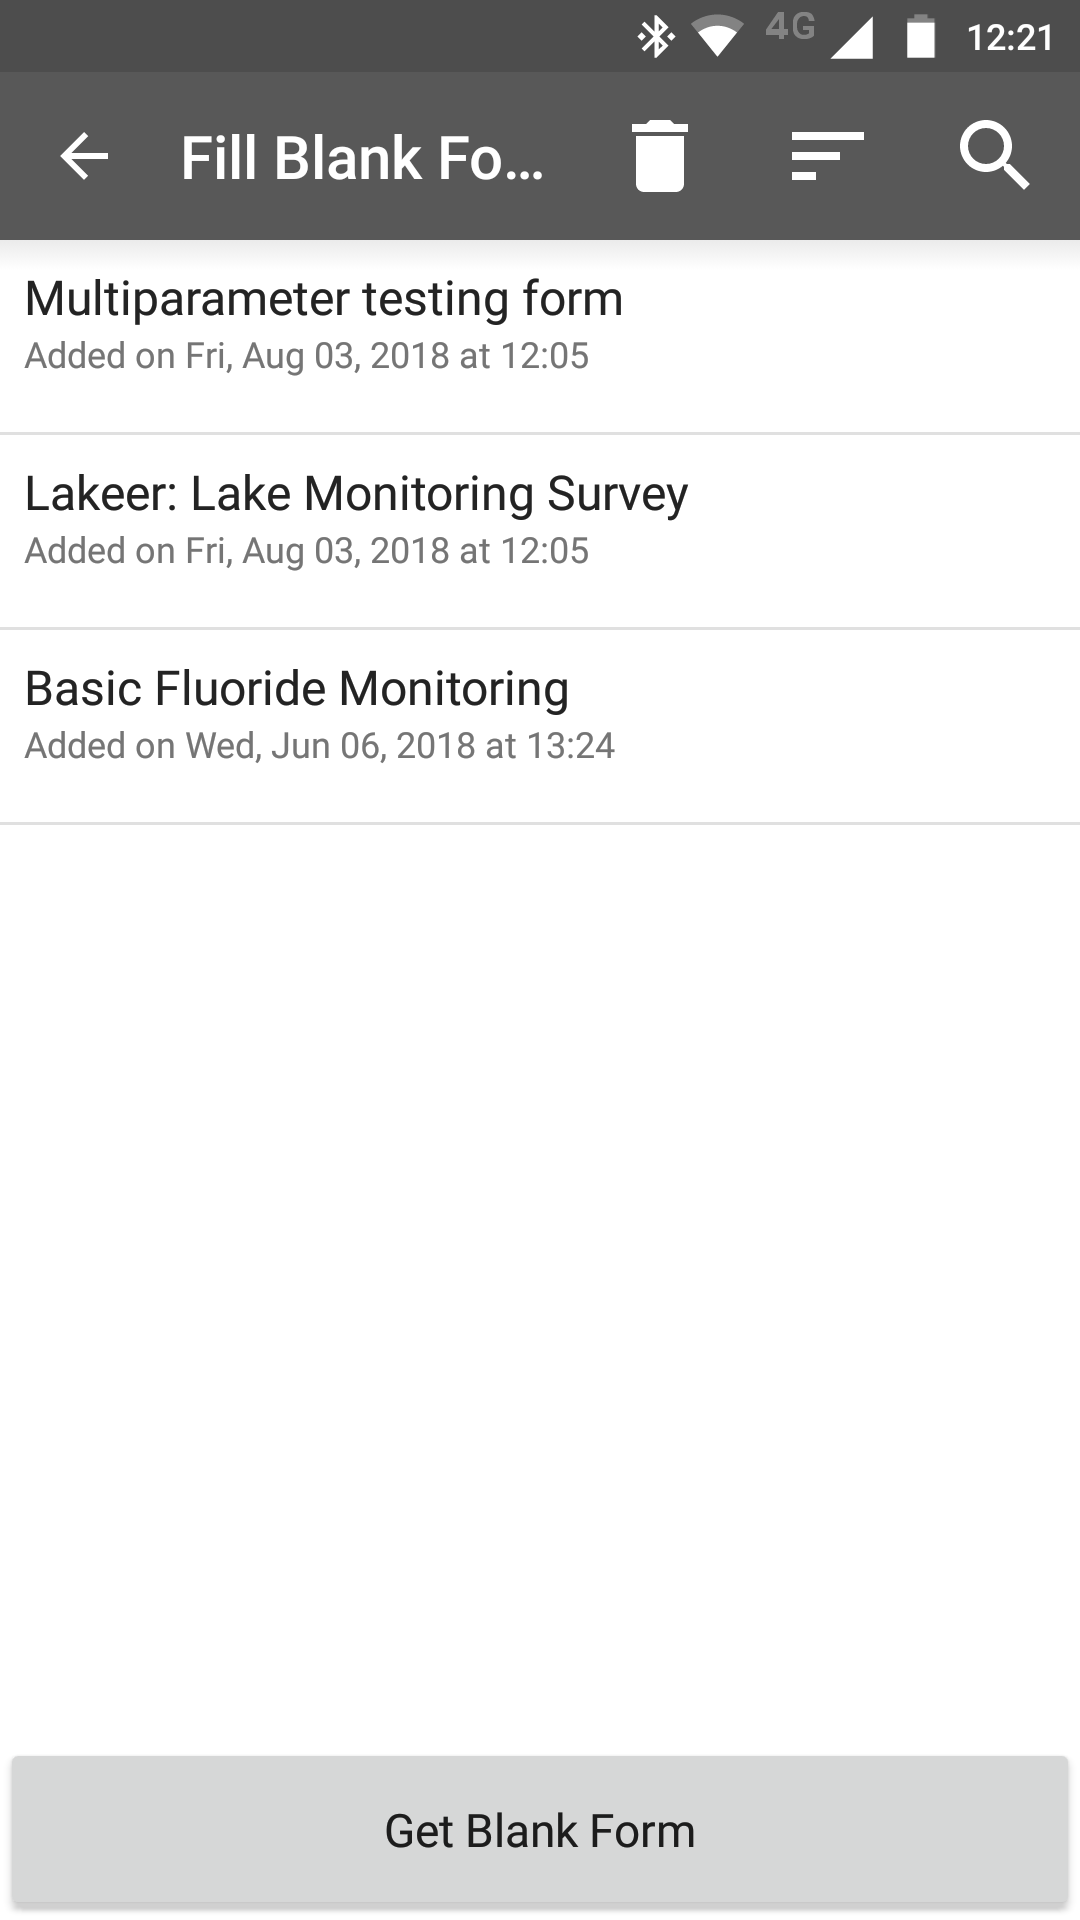 4G 12:21
Fill Blank Fo...
Multiparameter testing form
Added on Fri, Aug 03, 2018 at 12:05
Lakeer: Lake Monitoring Survey
Added on Fri, Aug 03, 2018 at 12:05
Basic Fluoride Monitoring
Added on Wed, Jun 06, 2018 at 13:24
Get Blank Form